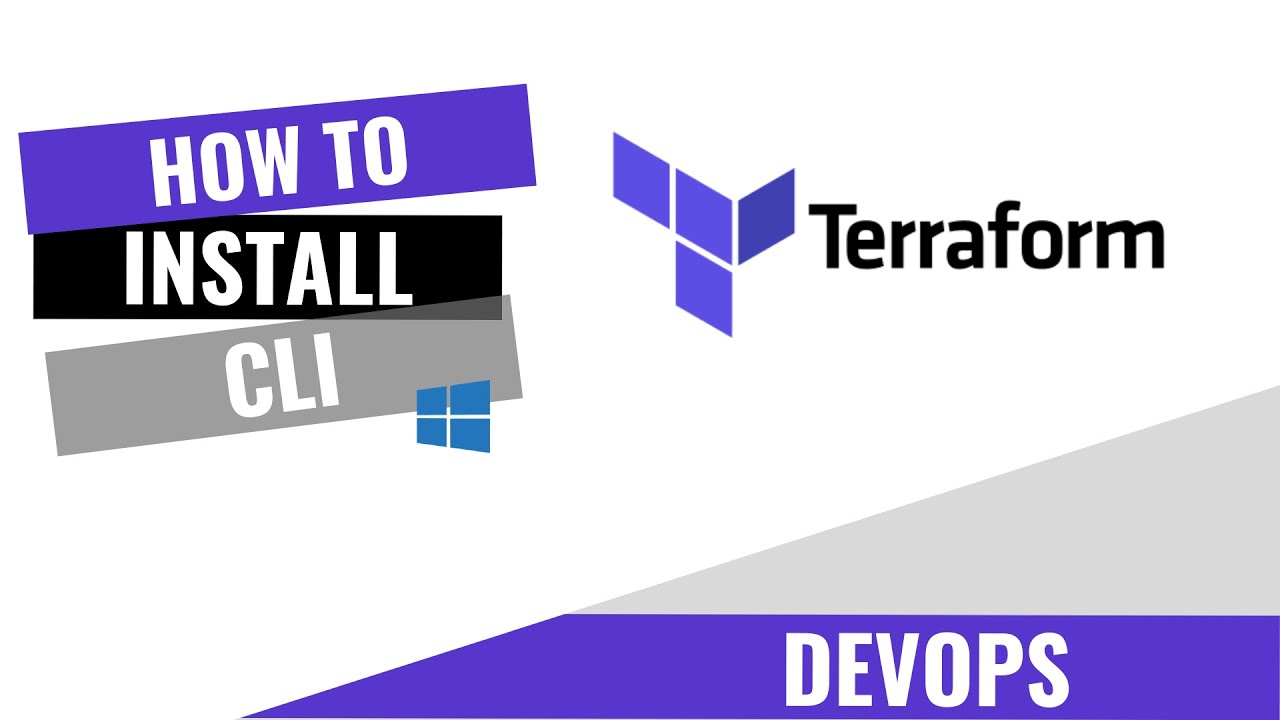 HOW TO
INSTALL
CLI
Terraform
DEVOPS